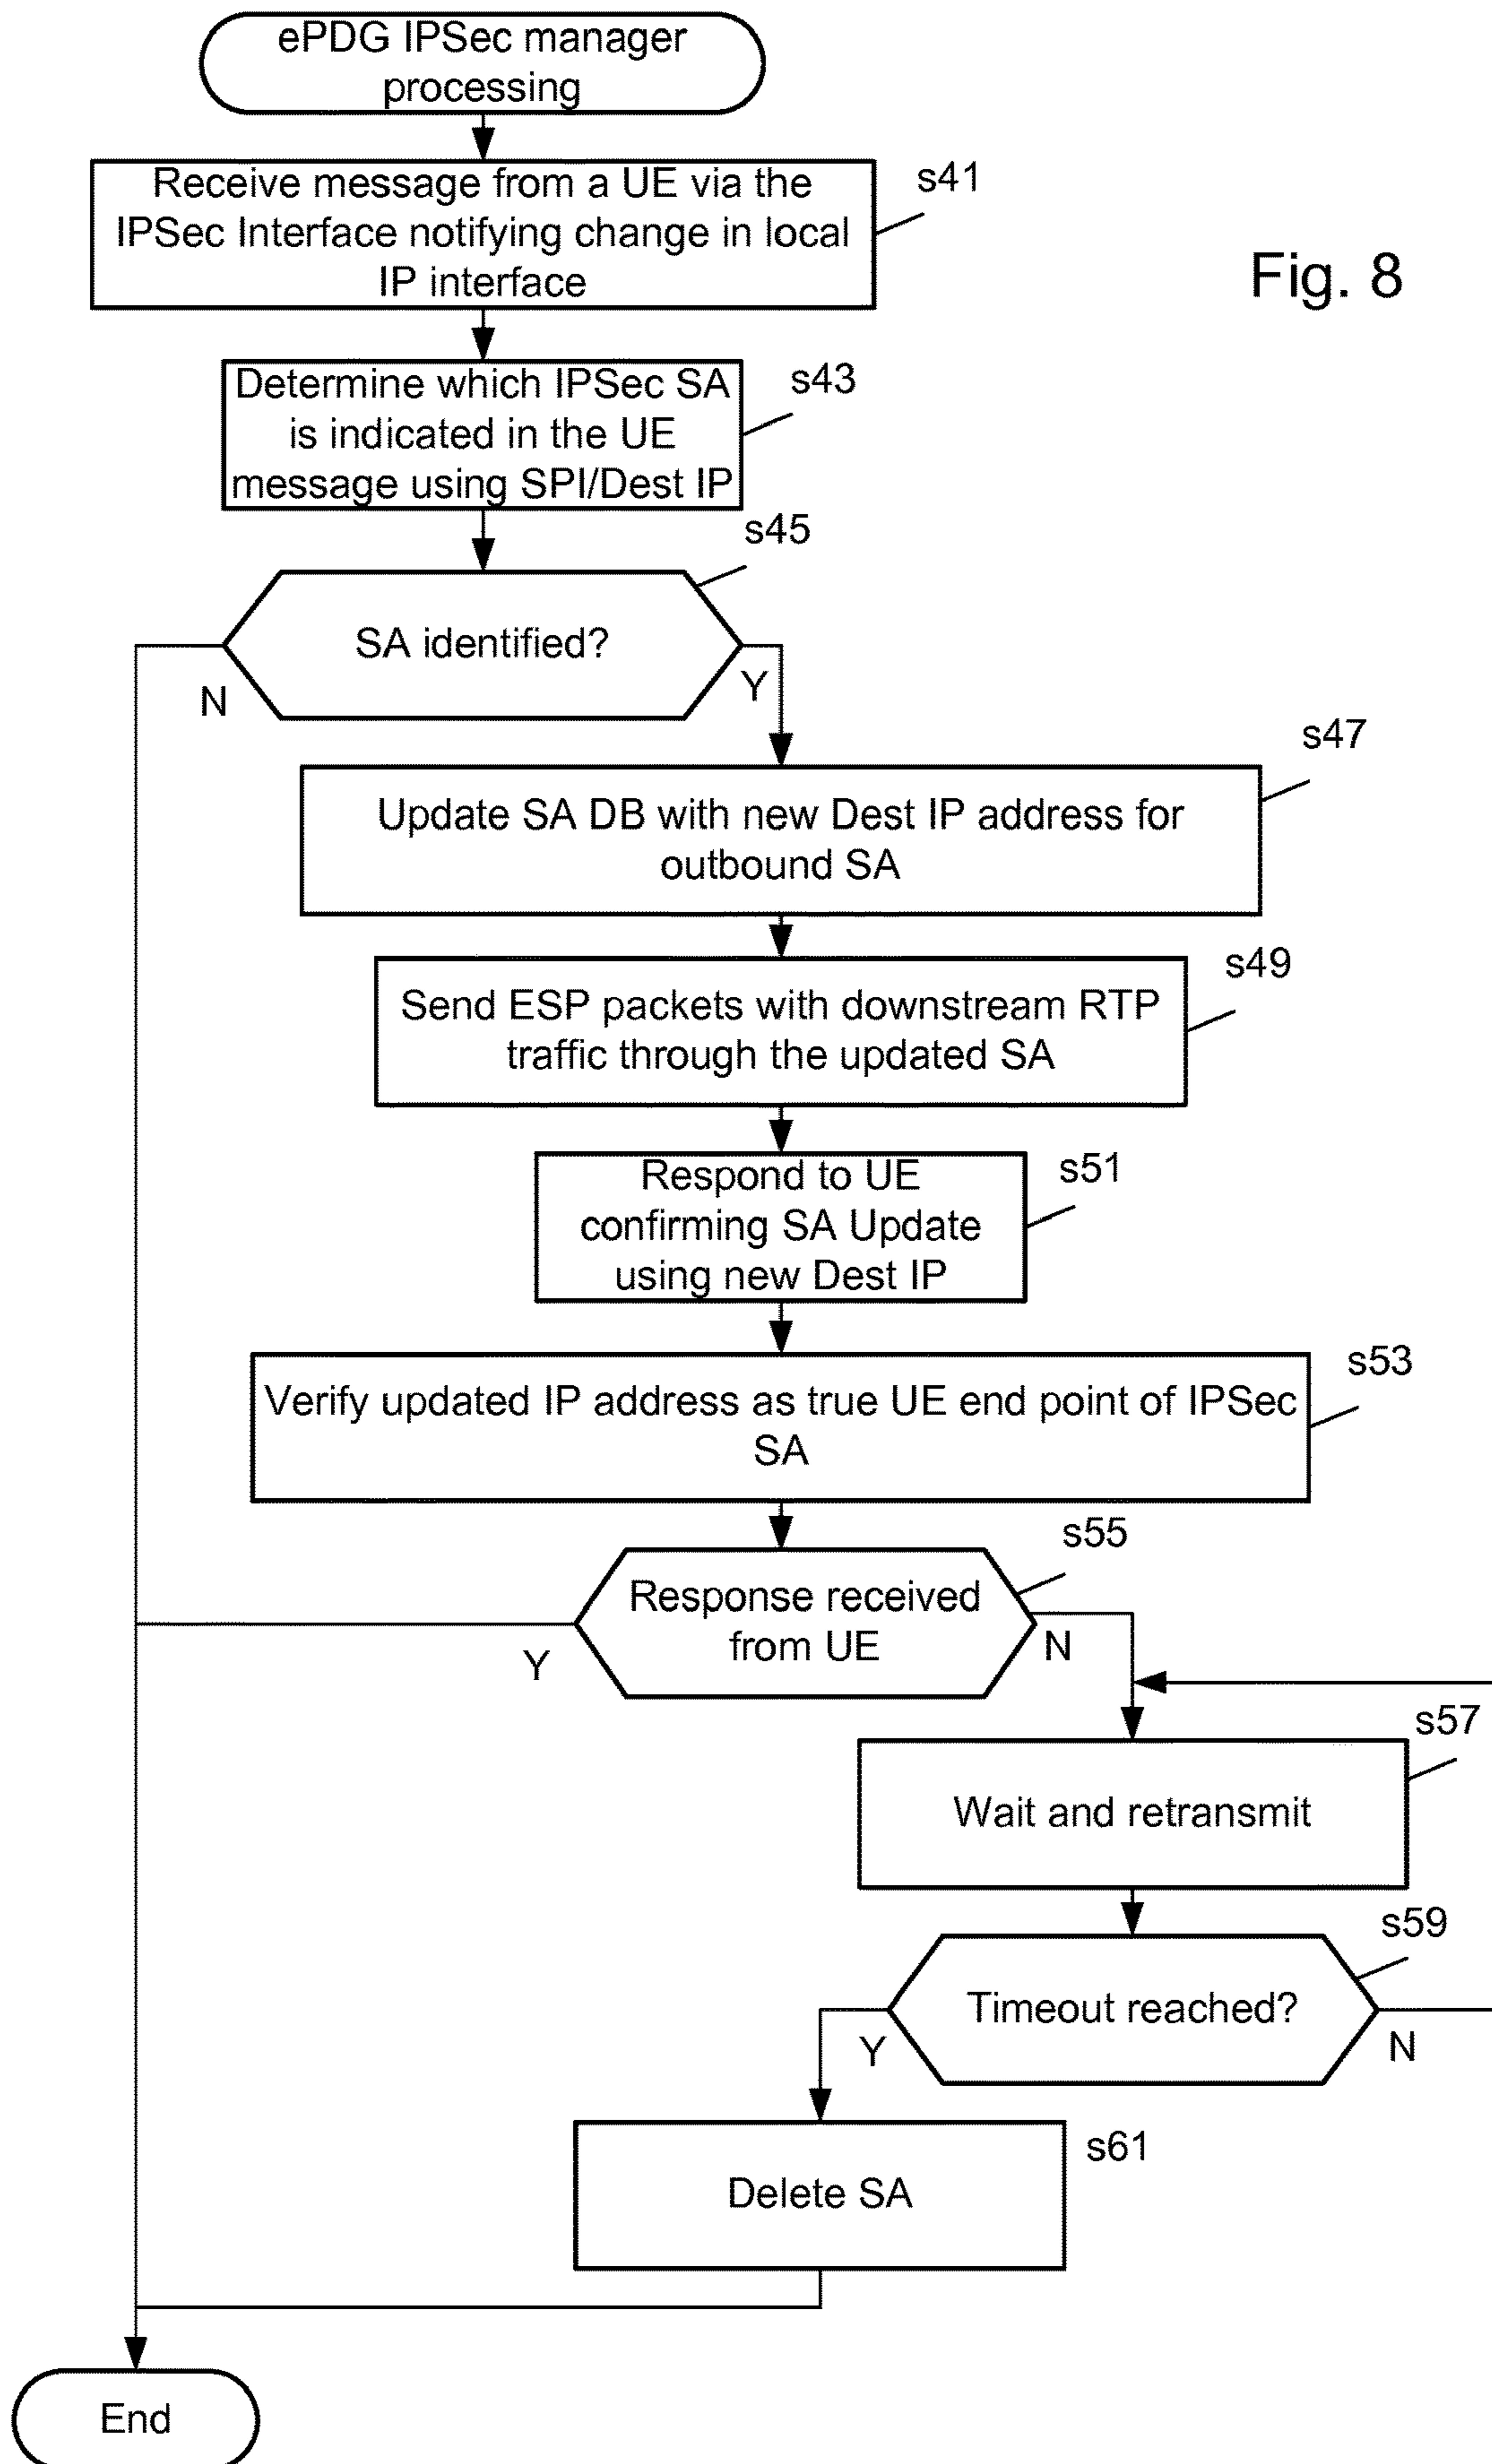 ePDG IPSec manager
processing
Receive message from a UE via the
IPSec Interface notifying change in local
IP interface
s41
Fig. 8
Determine which IPSec SA
is indicated in the UE
message using SPI/Dest IP
s43
s45
SA identified?
N
Y
s47
Update SA DB with new Dest IP address for
outbound SA
s49
Send ESP packets with downstream RTP
traffic through the updated SA
s51
Respond to UE
confirming SA Update
using new Dest IP
s53
Verify updated IP address as true UE end point of IPSec
SA
s55
Response received
from UE
Y
N
s57
Wait and retransmit
s59
Timeout reached?
Y
N
s61
Delete SA
End